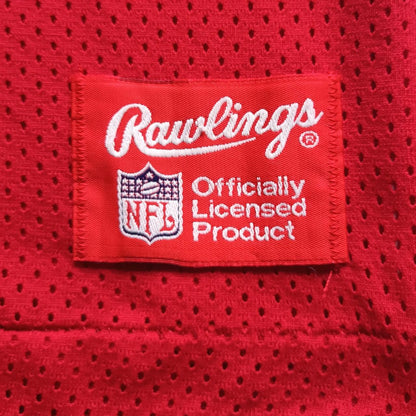 Rawlings®
NFL
Officially
Licensed
Product